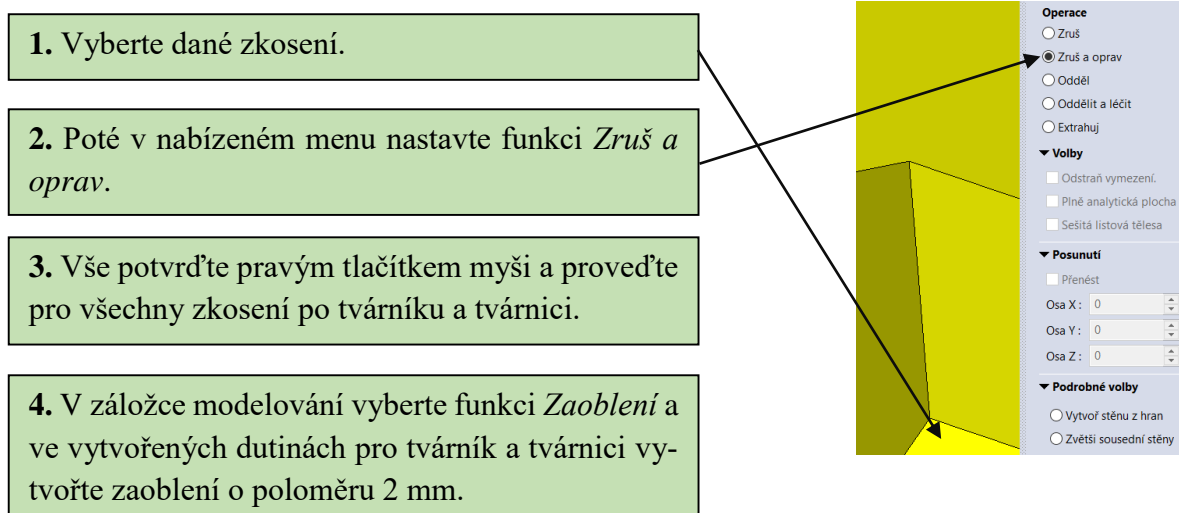 1. Vyberte dané zkosení.
2. Poté v nabízeném menu nastavte funkci Zruš a
oprav.
3. Vše potvrďte pravým tlačítkem myši a proveďte
pro všechny zkosení po tvárníku a tvárnici.
4. V záložce modelování vyberte funkci Zaoblení a
ve vytvořených dutinách pro tvárník a tvárnici vy-
tvořte zaoblení o poloměru 2 mm.
Operace
Zruš
Zruš a oprav
Odděl
Oddělit a léčit
Extrahuj
Volby
Odstraň vymezení.
Plně analytická plocha
Sešitá listová tělesa
Posunutí
Přenést
Osa X : 0
Osa Y : 0
Osa Z : 0
Podrobné volby
Vytvoř stěnu z hran
Zvětši sousední stěny